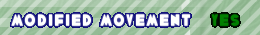 MODIFIED MOVEMENT YES